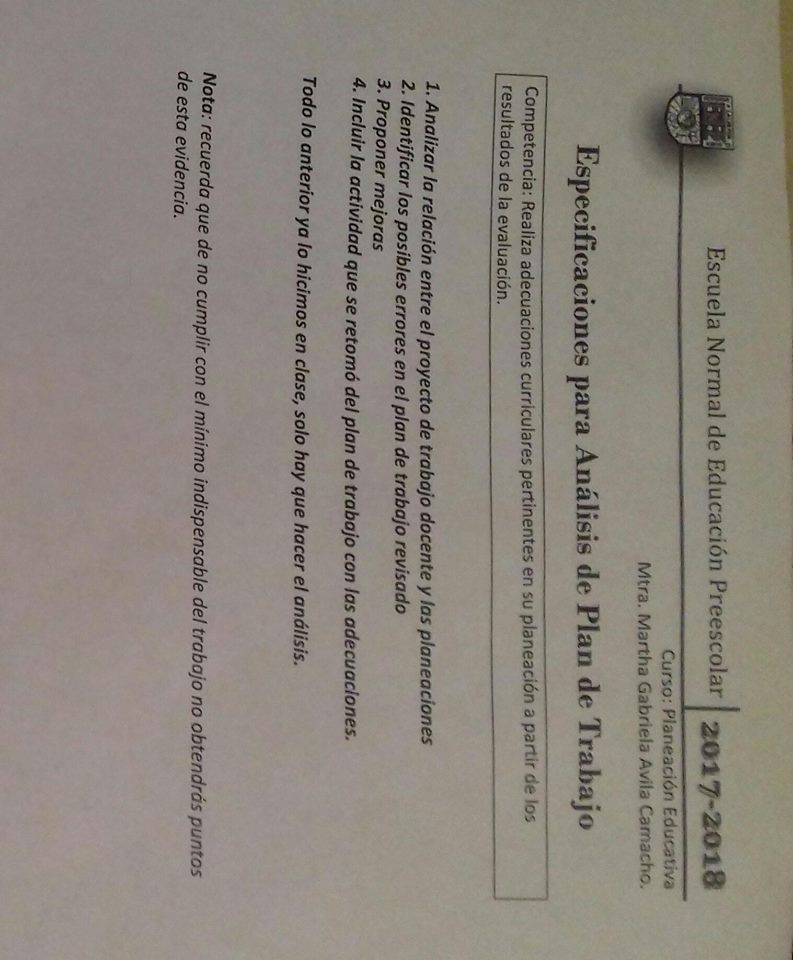 Escuela Normal de Educación Preescolar | 2017-2018
Curso: Planeación Educativa
Mtra. Martha Gabriela Avila Camacho.
Especificaciones para Análisis de Plan de Trabajo
Competencia: Realiza adecuaciones curriculares pertinentes en su planeación a partir de los
resultados de la evaluación.
1. Analizar la relación entre el proyecto de trabajo docente y las planeaciones
2. Identificar los posibles errores en el plan de trabajo revisado
3. Proponer mejoras
4. Incluir la actividad que se retomó del plan de trabajo con las adecuaciones.
Todo lo anterior ya lo hicimos en clase, solo hay que hacer el análisis.
Nota: recuerda que de no cumplir con el mínimo indispensable del trabajo no obtendrás puntos
de esta evidencia.